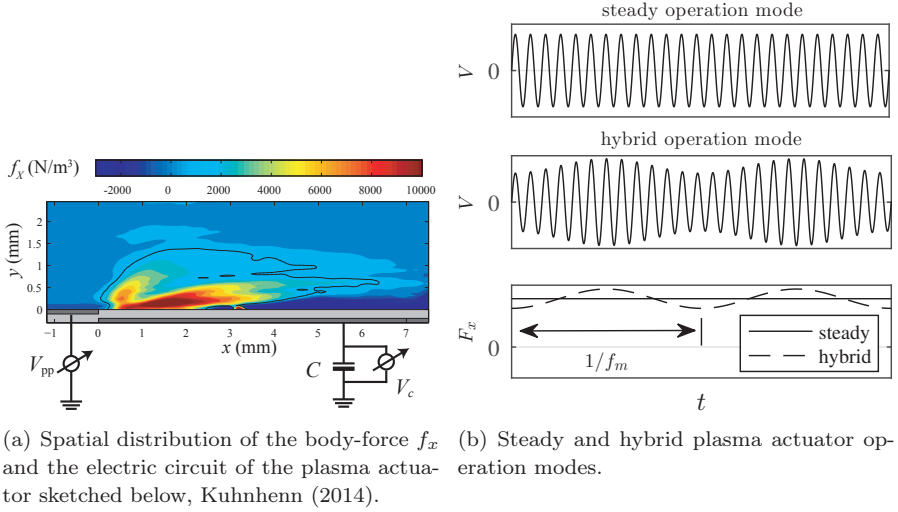 f_X (N/m³)
-2000 0 2000 4000 6000 8000 10000
y (mm)
2
1.5
1
0.5
0
−1 0 1 2 3 4 5 6 7
x (mm)
V_pp
C
V_c
(a) Spatial distribution of the body-force f_x
and the electric circuit of the plasma actua-
tor sketched below, Kuhnhenn (2014).
steady operation mode
V
0
hybrid operation mode
V
0
F_x
0
1/f_m
steady
hybrid
t
(b) Steady and hybrid plasma actuator op-
eration modes.